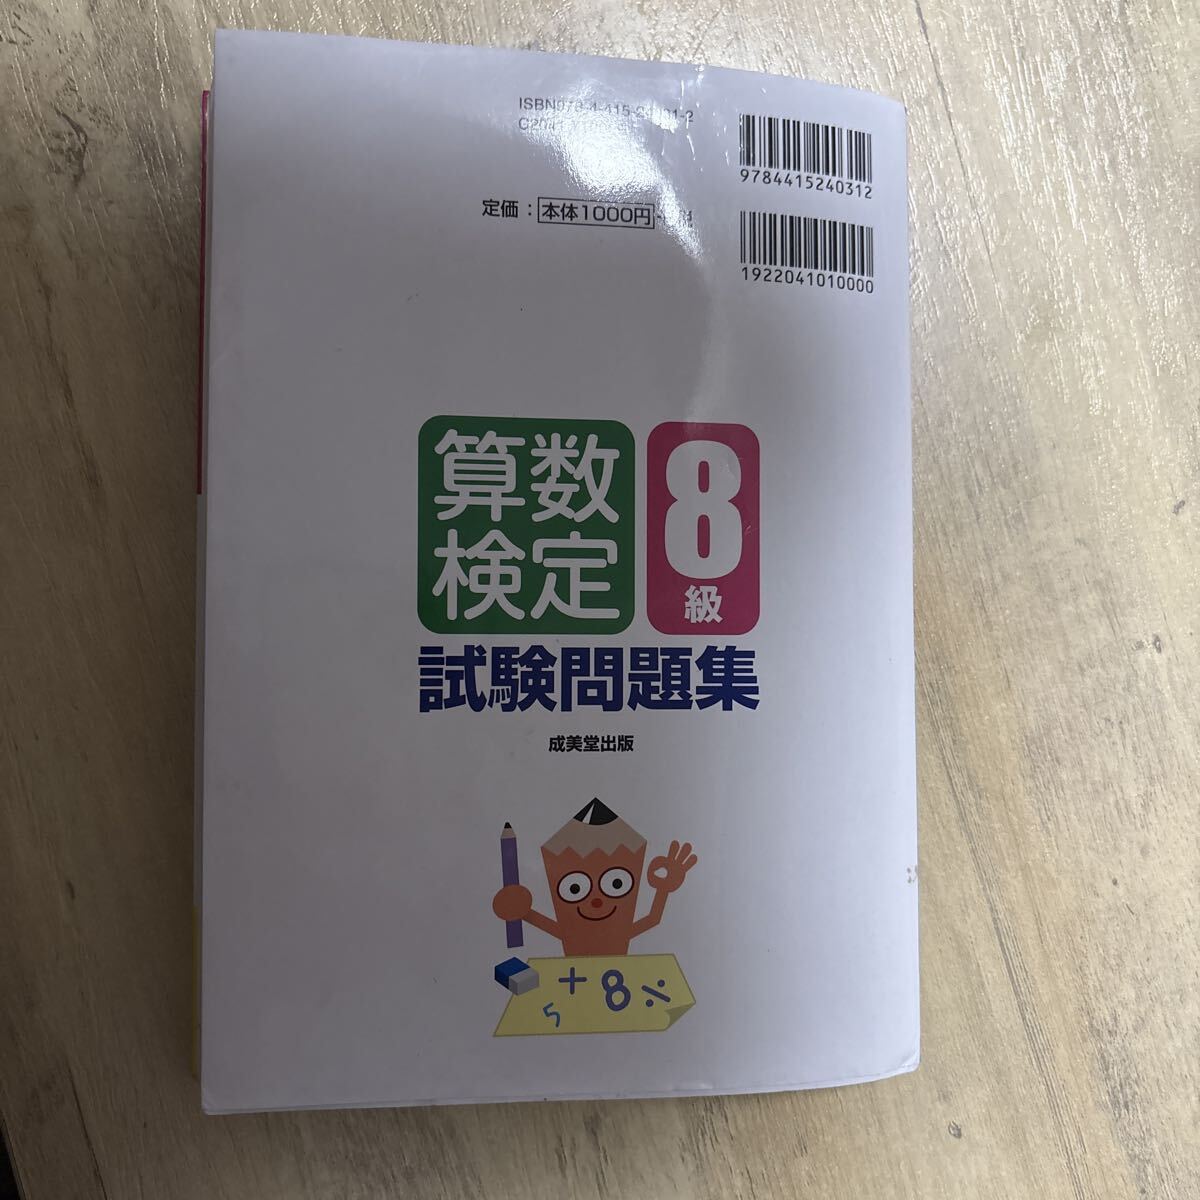 9784415240312
定価：本体1000円
1922041010000
算数
検定
8
級
試験問題集
成美堂出版
+
8
÷
5